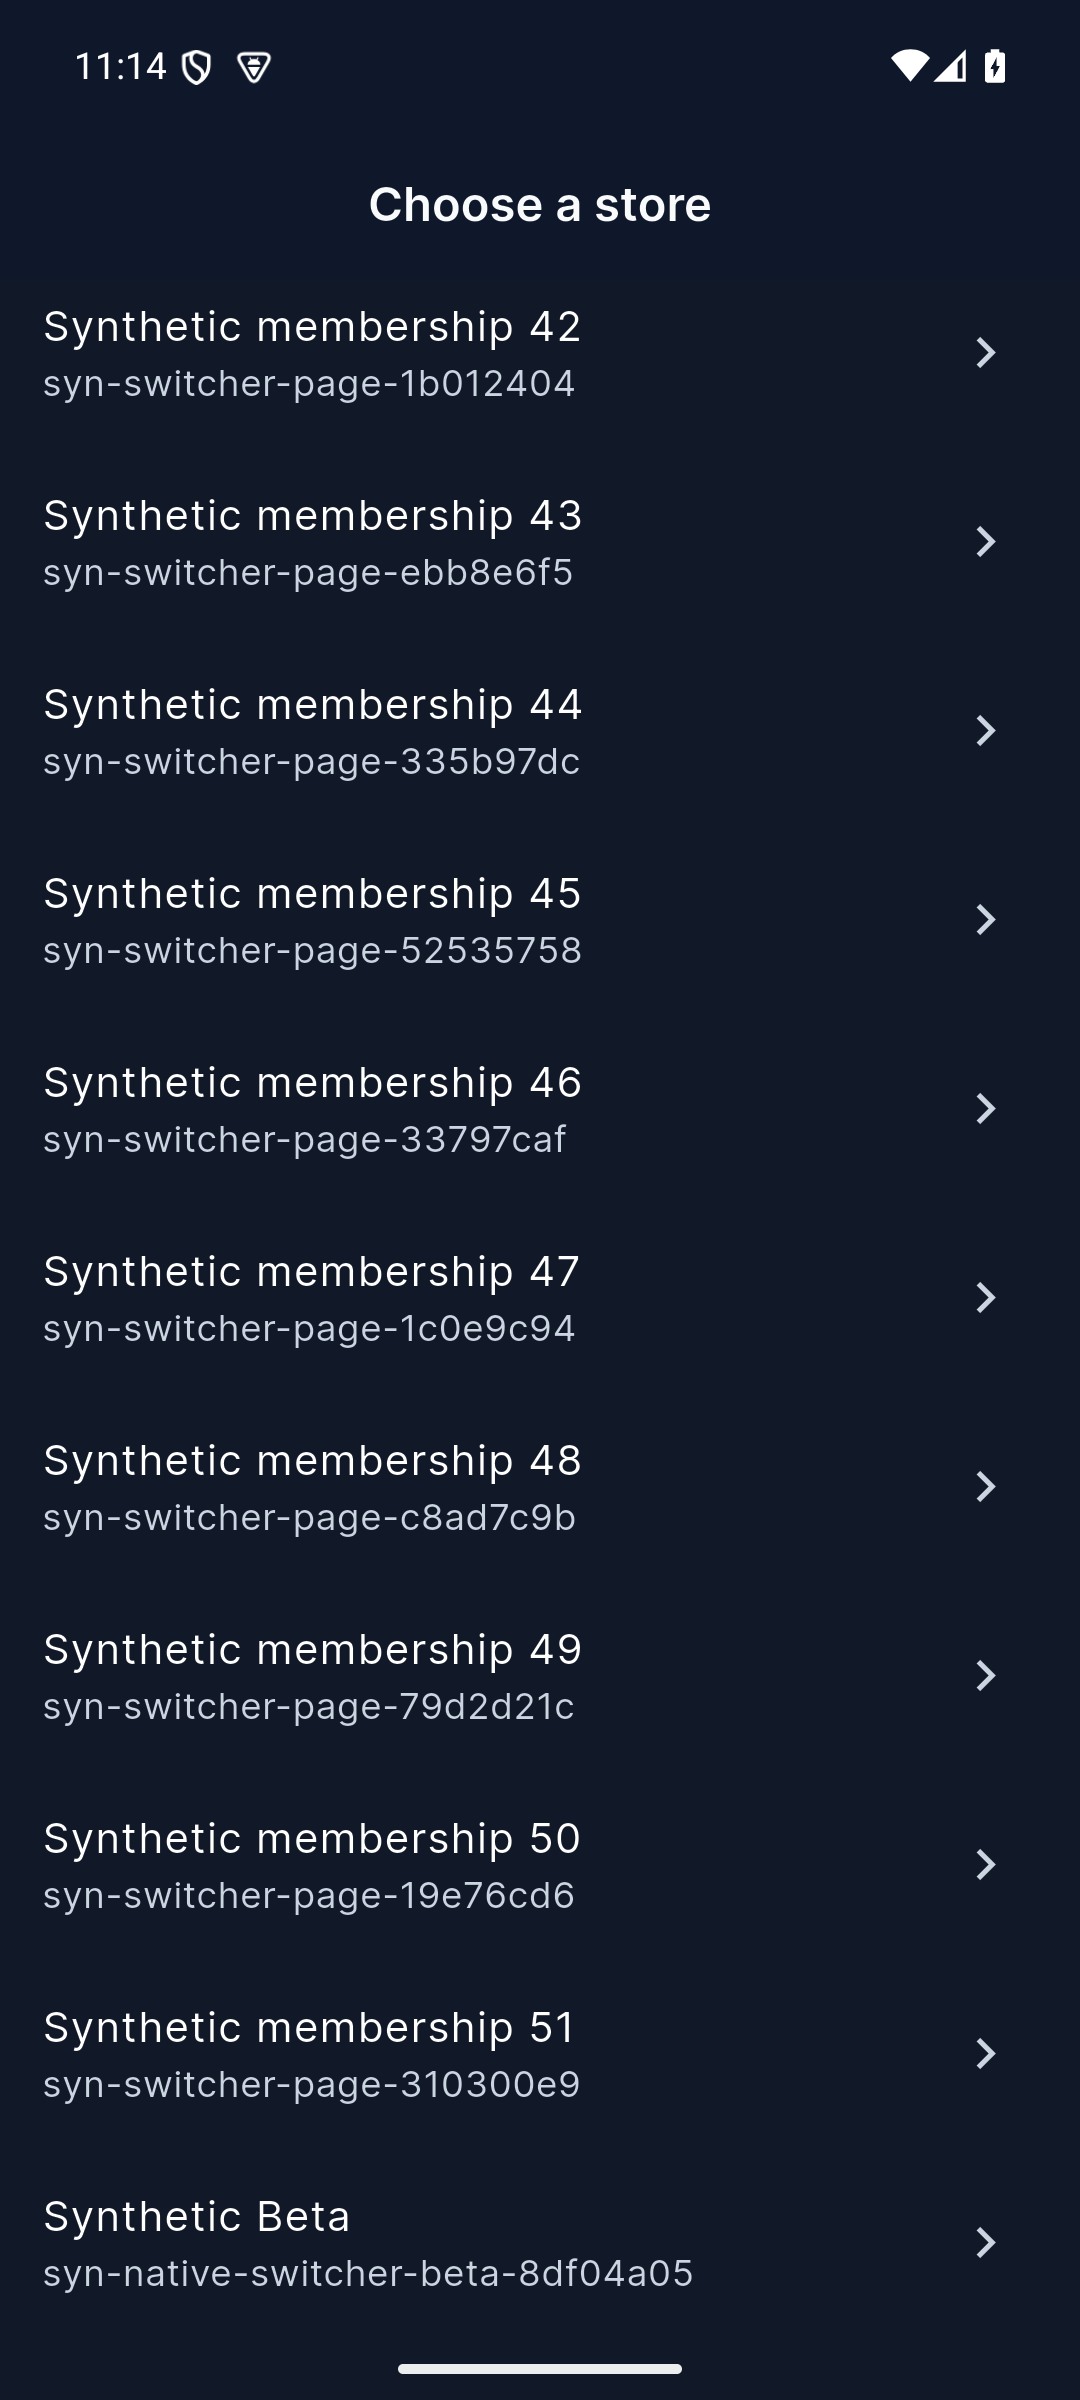 11:14
Choose a store
Synthetic membership 42
syn-switcher-page-1b012404
Synthetic membership 43
syn-switcher-page-ebb8e6f5
Synthetic membership 44
syn-switcher-page-335b97dc
Synthetic membership 45
syn-switcher-page-52535758
Synthetic membership 46
syn-switcher-page-33797caf
Synthetic membership 47
syn-switcher-page-1c0e9c94
Synthetic membership 48
syn-switcher-page-c8ad7c9b
Synthetic membership 49
syn-switcher-page-79d2d21c
Synthetic membership 50
syn-switcher-page-19e76cd6
Synthetic membership 51
syn-switcher-page-310300e9
Synthetic Beta
syn-native-switcher-beta-8df04a05